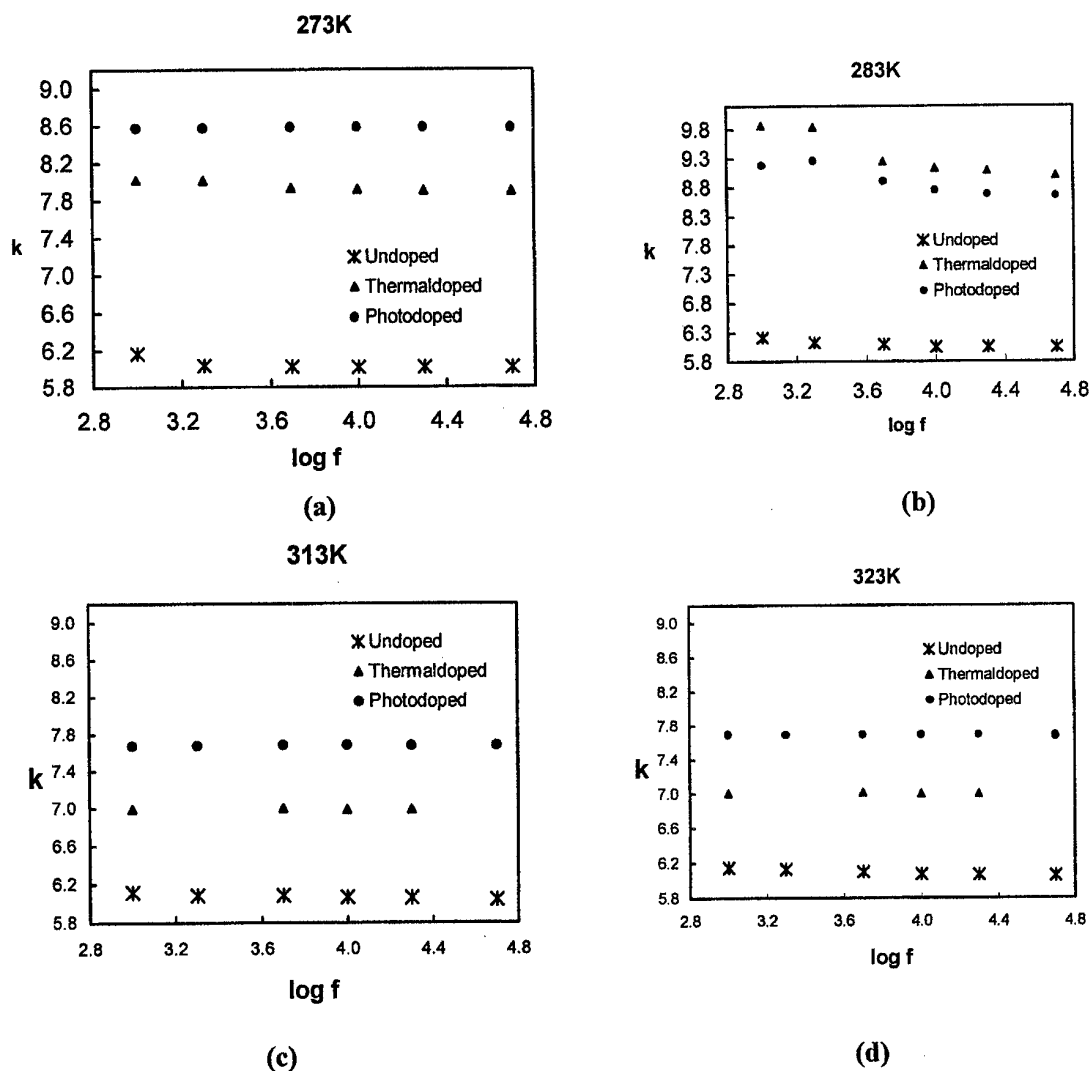 273K
9.0
8.6
8.2
7.8
7.4
7.0
6.6
6.2
5.8
k
Undoped
Thermaldoped
Photodoped
2.8 3.2 3.6 4.0 4.4 4.8
log f
(a)
283K
9.8
9.3
8.8
8.3
7.8
7.3
6.8
6.3
5.8
k
Undoped
Thermaldoped
Photodoped
2.8 3.2 3.6 4.0 4.4 4.8
log f
(b)
313K
9.0
8.6
8.2
7.8
7.4
7.0
6.6
6.2
5.8
k
Undoped
Thermaldoped
Photodoped
2.8 3.2 3.6 4.0 4.4 4.8
log f
(c)
323K
9.0
8.6
8.2
7.8
7.4
7.0
6.6
6.2
5.8
k
Undoped
Thermaldoped
Photodoped
2.8 3.2 3.6 4.0 4.4 4.8
log f
(d)